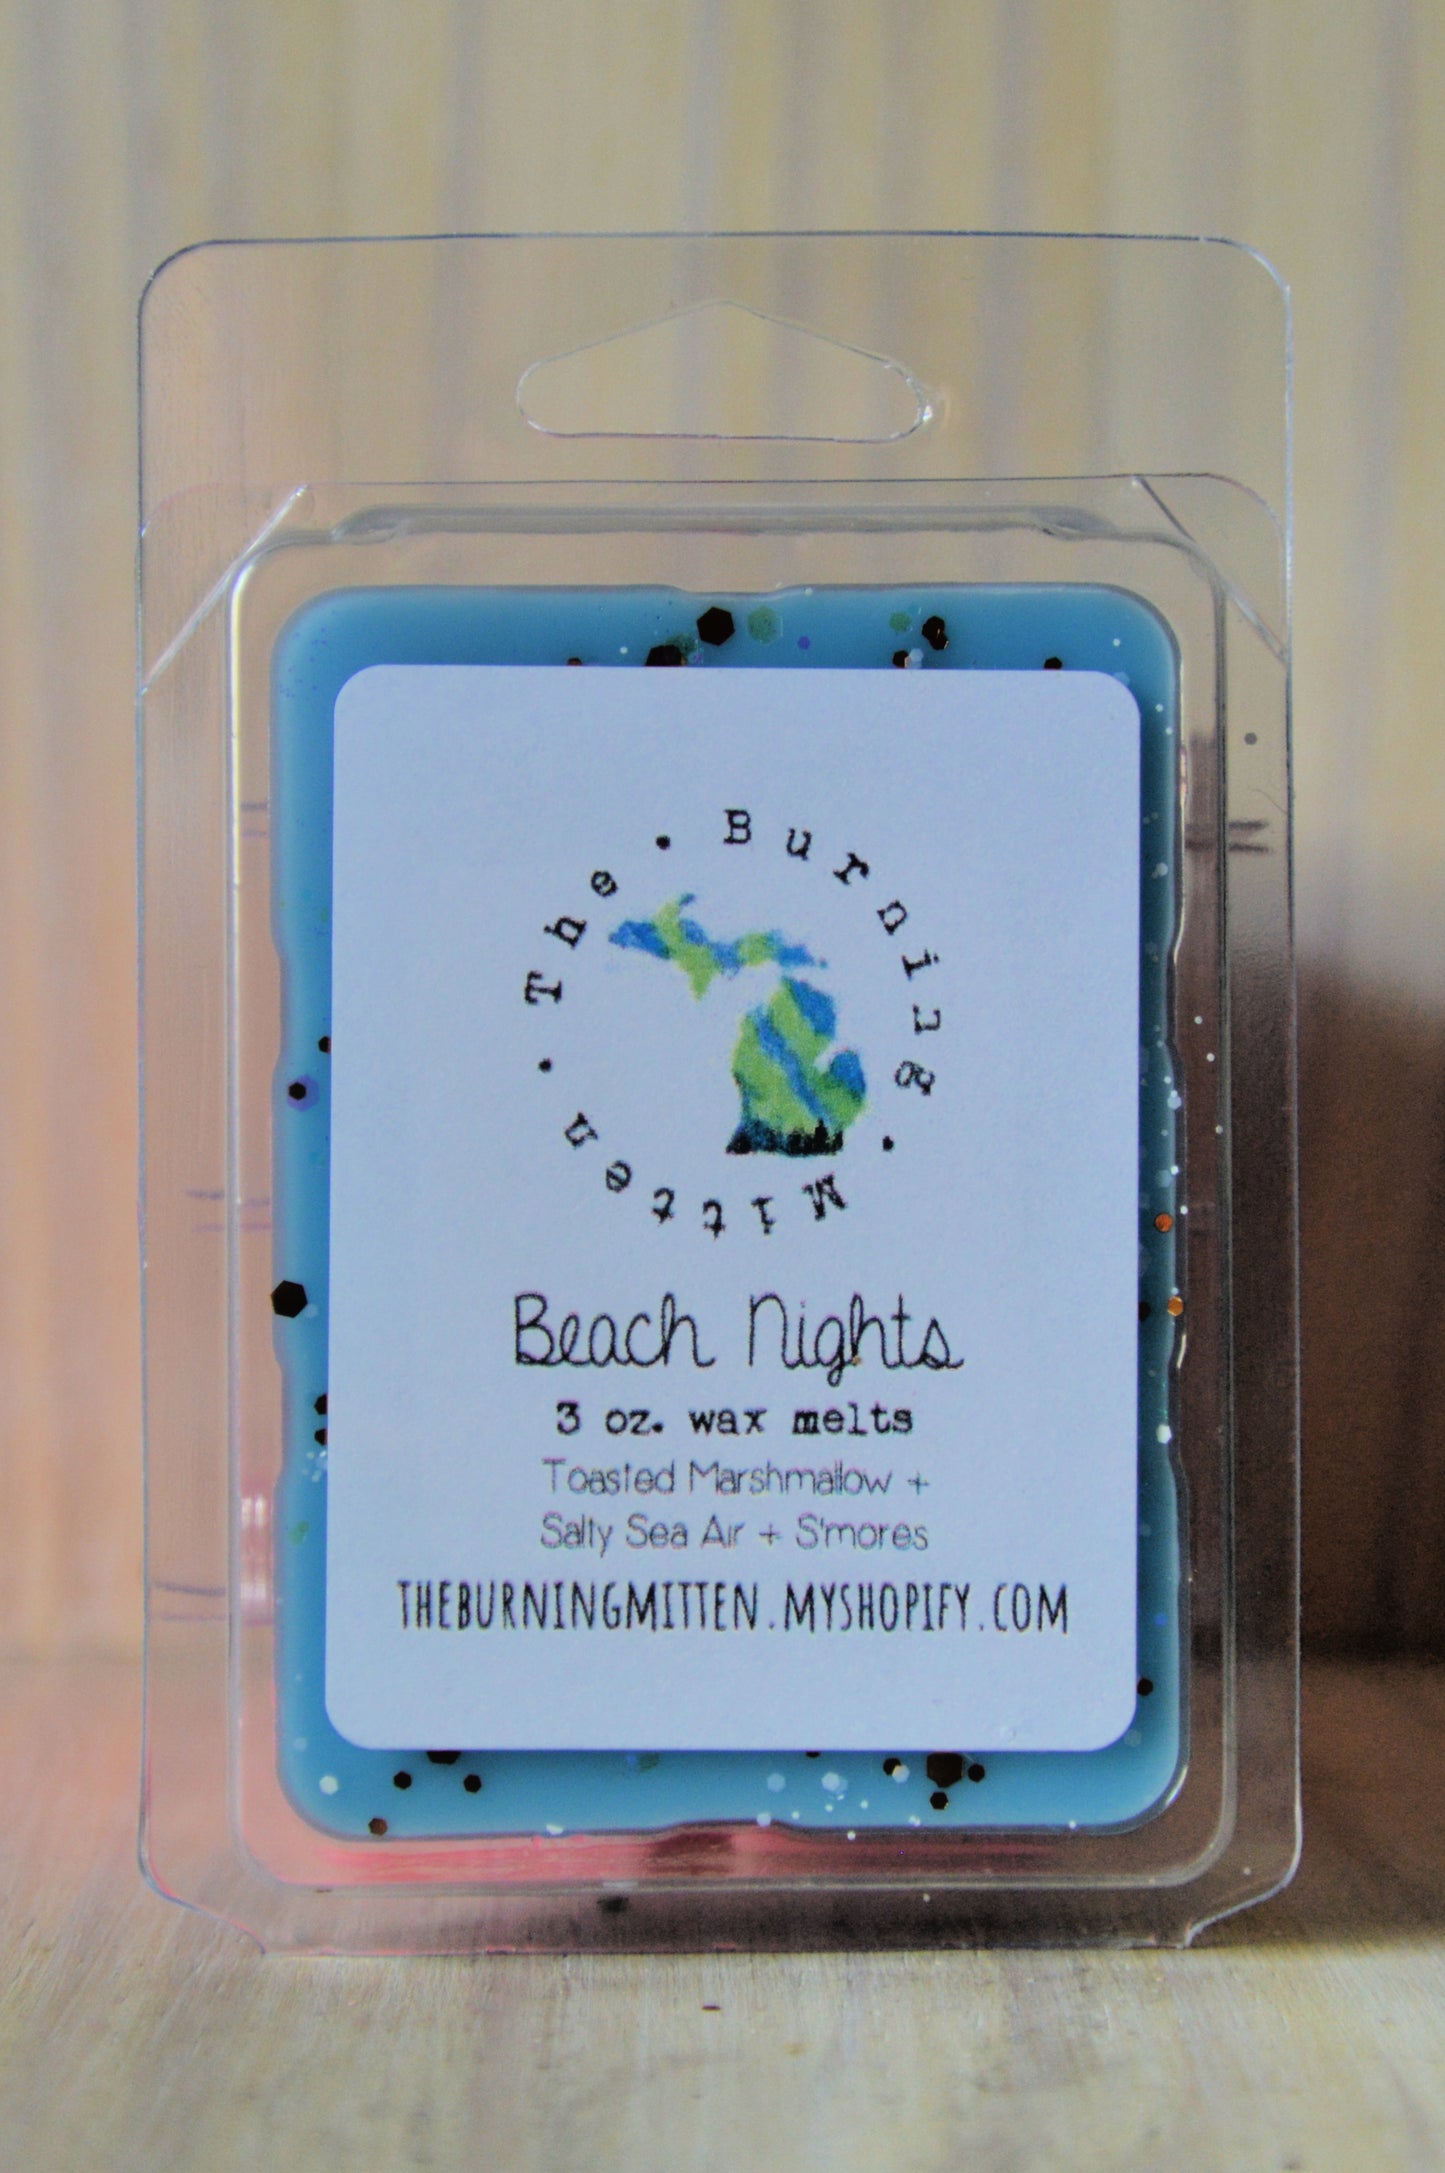 The • Burning • Mitten •
Beach Nights
3 oz. wax melts
Toasted Marshmallow +
Salty Sea Air + S'mores
THEBURNINGMITTEN.MYSHOPIFY.COM